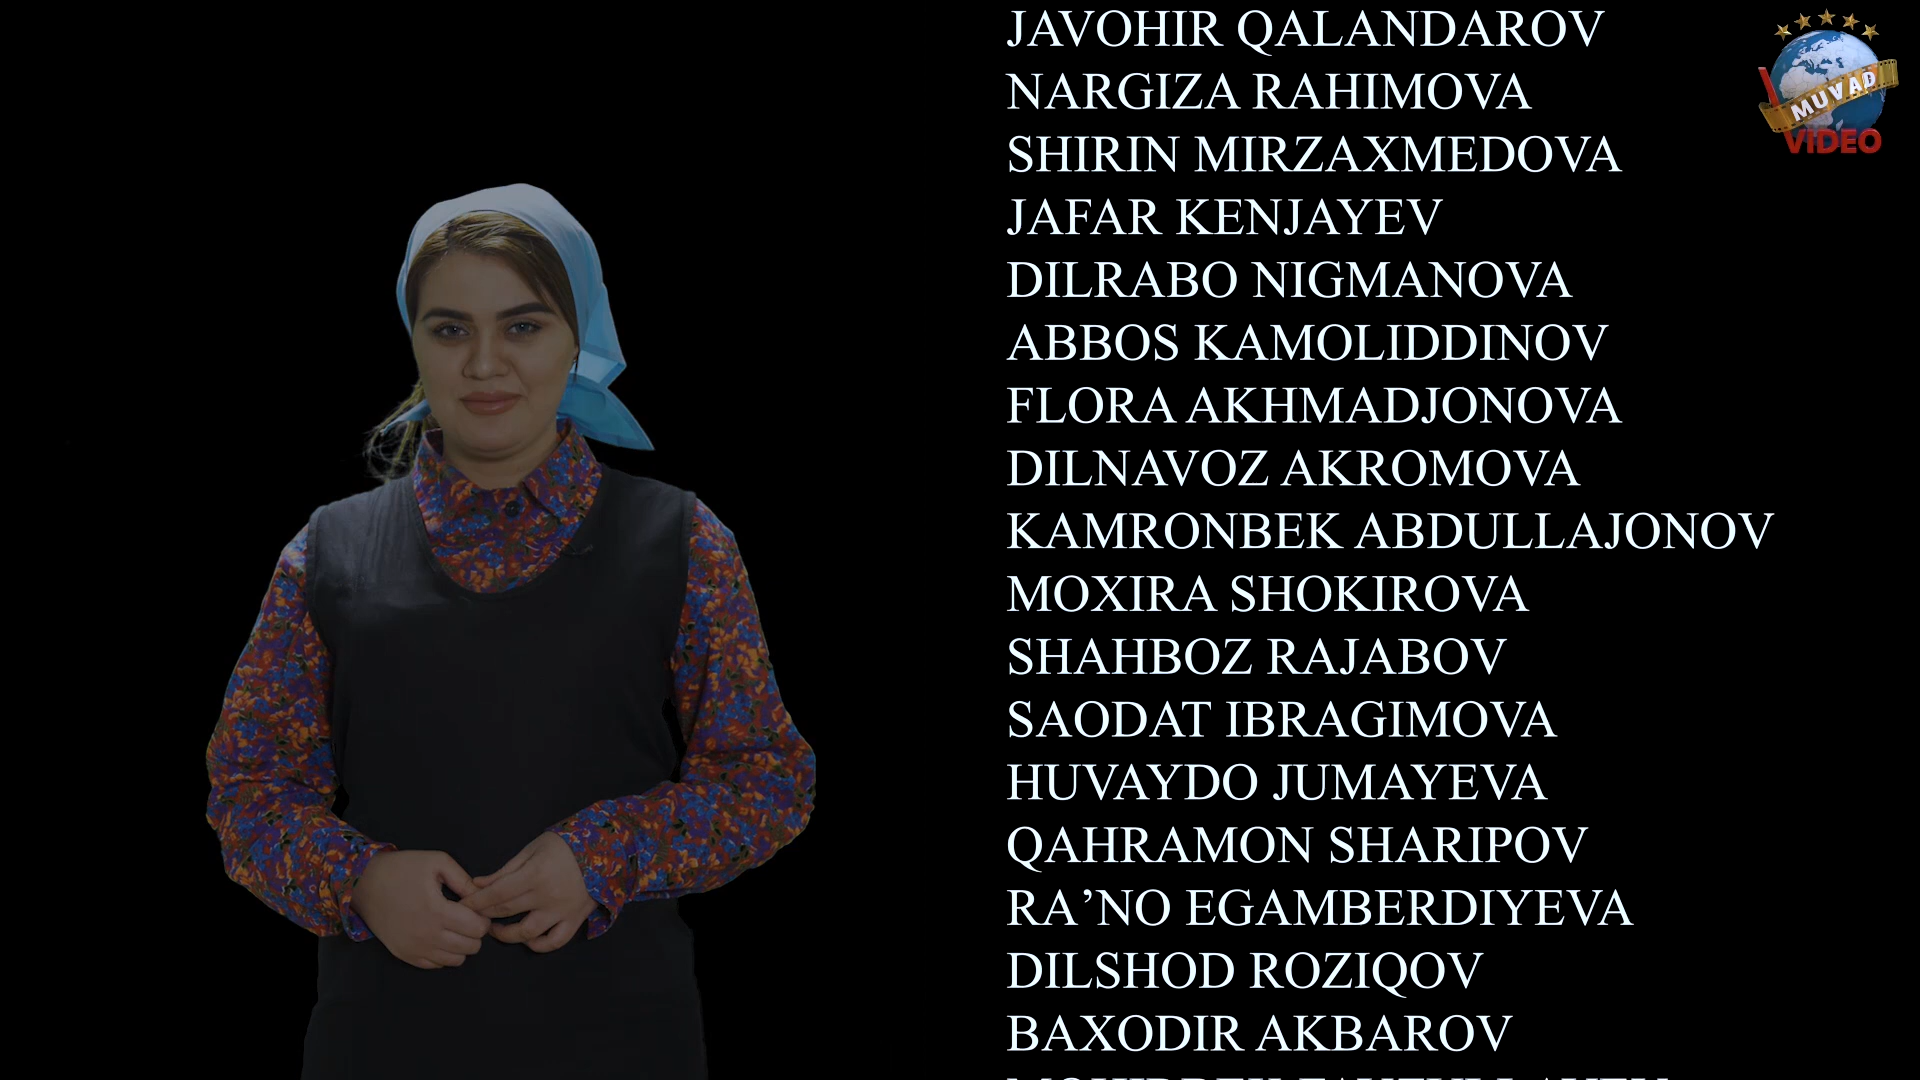 JAVOHIR QALANDAROV
NARGIZA RAHIMOVA
SHIRIN MIRZAXMEDOVA
JAFAR KENJAYEV
DILRABO NIGMANOVA
ABBOS KAMOLIDDINOV
FLORA AKHMADJONOVA
DILNAVOZ AKROMOVA
KAMRONBEK ABDULLAJONOV
MOXIRA SHOKIROVA
SHAHBOZ RAJABOV
SAODAT IBRAGIMOVA
HUVAYDO JUMAYEVA
QAHRAMON SHARIPOV
RA’NO EGAMBERDIYEVA
DILSHOD ROZIQOV
BAXODIR AKBAROV
MUVAD
VIDEO